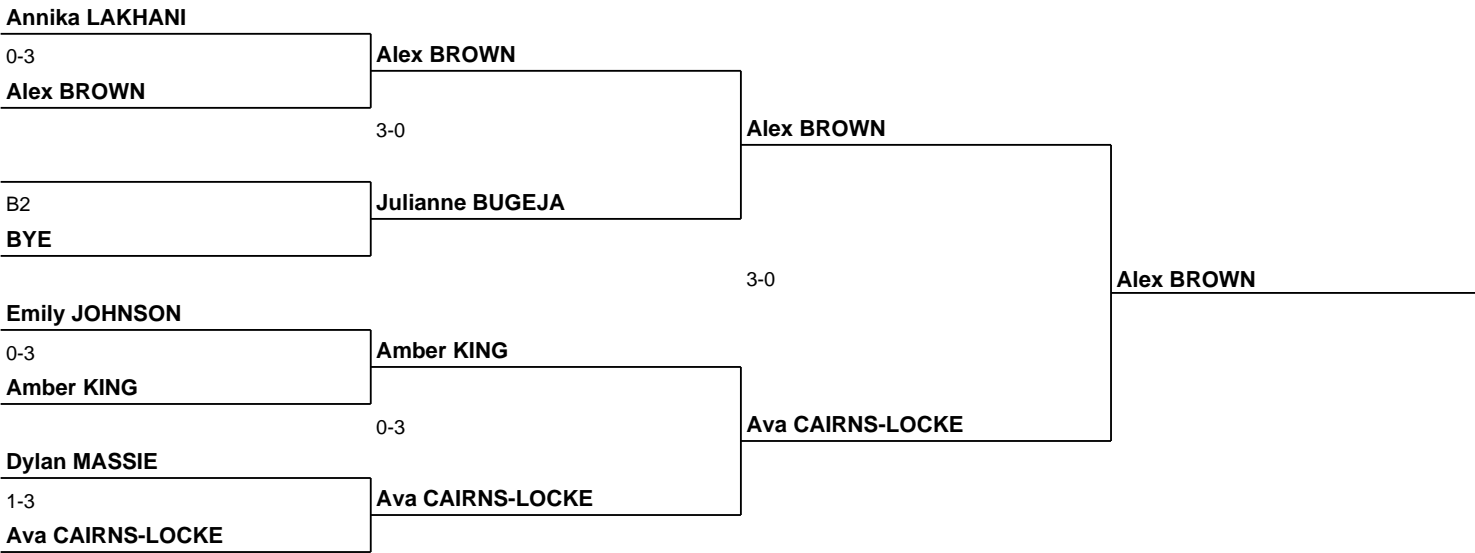 Annika LAKHANI
0-3
Alex BROWN
Alex BROWN
3-0
Alex BROWN
B2
Julianne BUGEJA
BYE
3-0
Alex BROWN
Emily JOHNSON
0-3
Amber KING
Amber KING
0-3
Ava CAIRNS-LOCKE
Dylan MASSIE
1-3
Ava CAIRNS-LOCKE
Ava CAIRNS-LOCKE